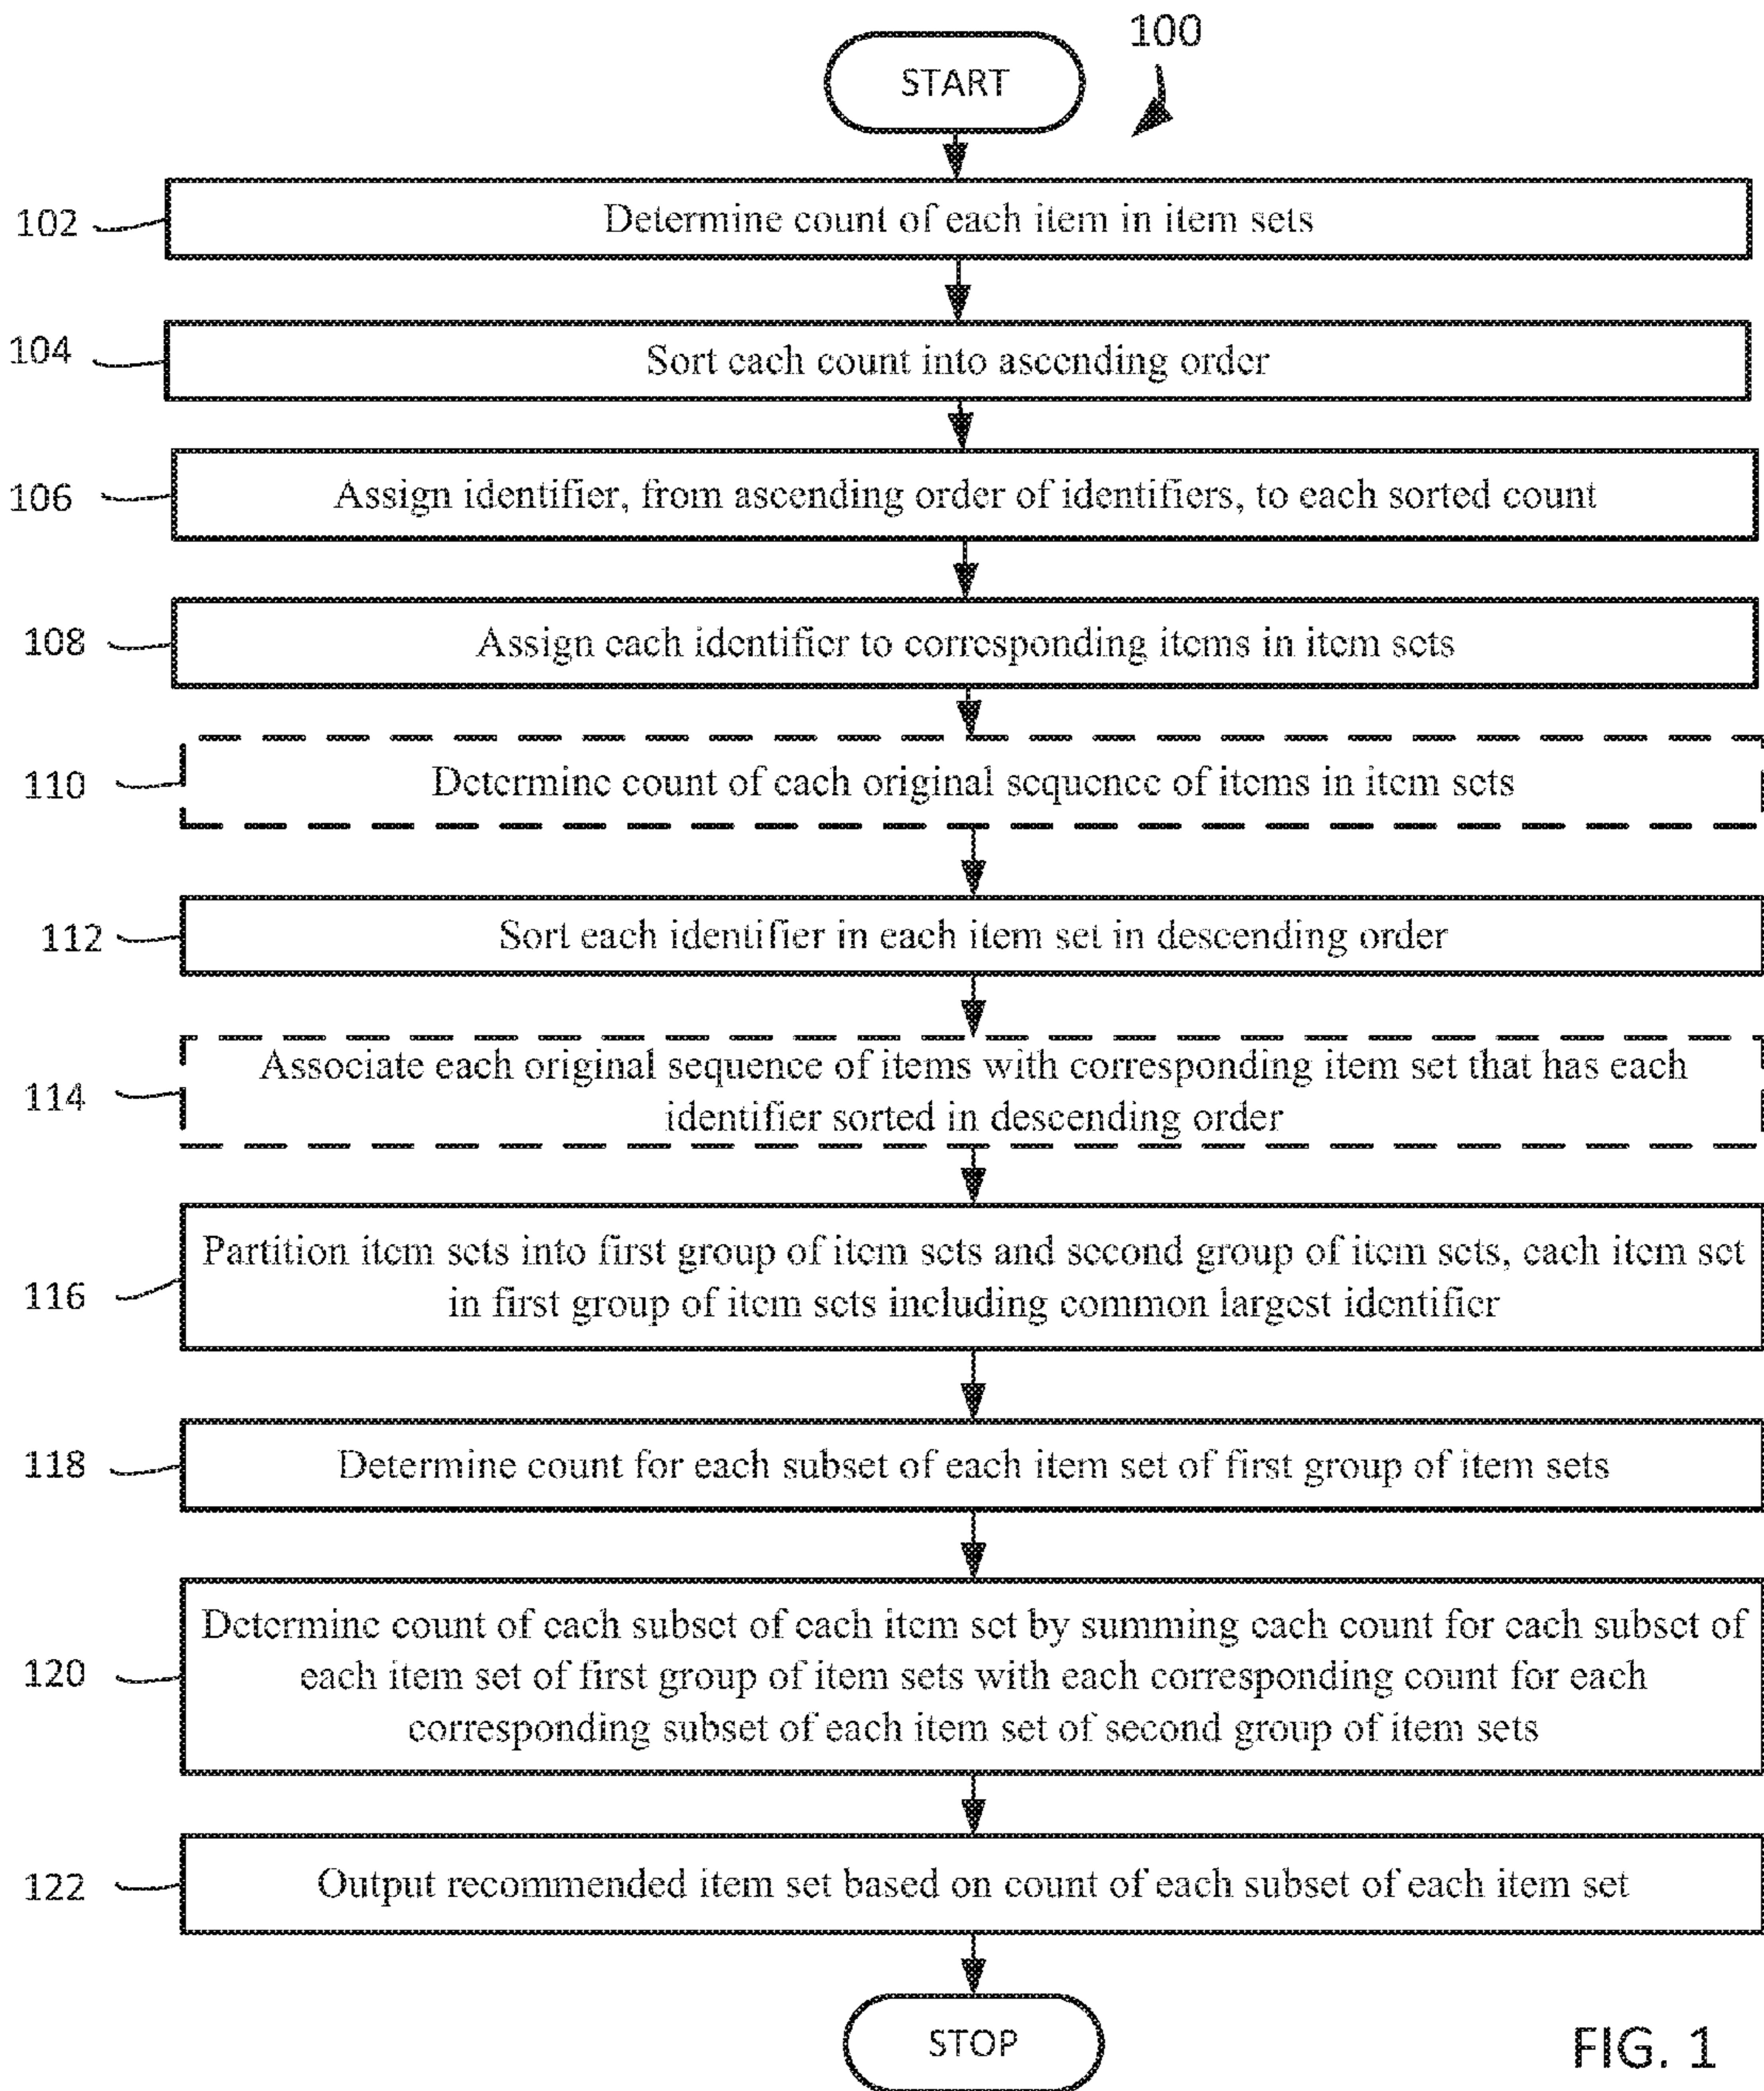 100
START
102
Determine count of each item in item sets
104
Sort each count into ascending order
106
Assign identifier, from ascending order of identifiers, to each sorted count
108
Assign each identifier to corresponding items in item sets
110
Determine count of each original sequence of items in item sets
112
Sort each identifier in each item set in descending order
114
Associate each original sequence of items with corresponding item set that has each
identifier sorted in descending order
116
Partition item sets into first group of item sets and second group of item sets, each item set
in first group of item sets including common largest identifier
118
Determine count for each subset of each item set of first group of item sets
120
Determine count of each subset of each item set by summing each count for each subset of
each item set of first group of item sets with each corresponding count for each
corresponding subset of each item set of second group of item sets
122
Output recommended item set based on count of each subset of each item set
STOP
FIG. 1